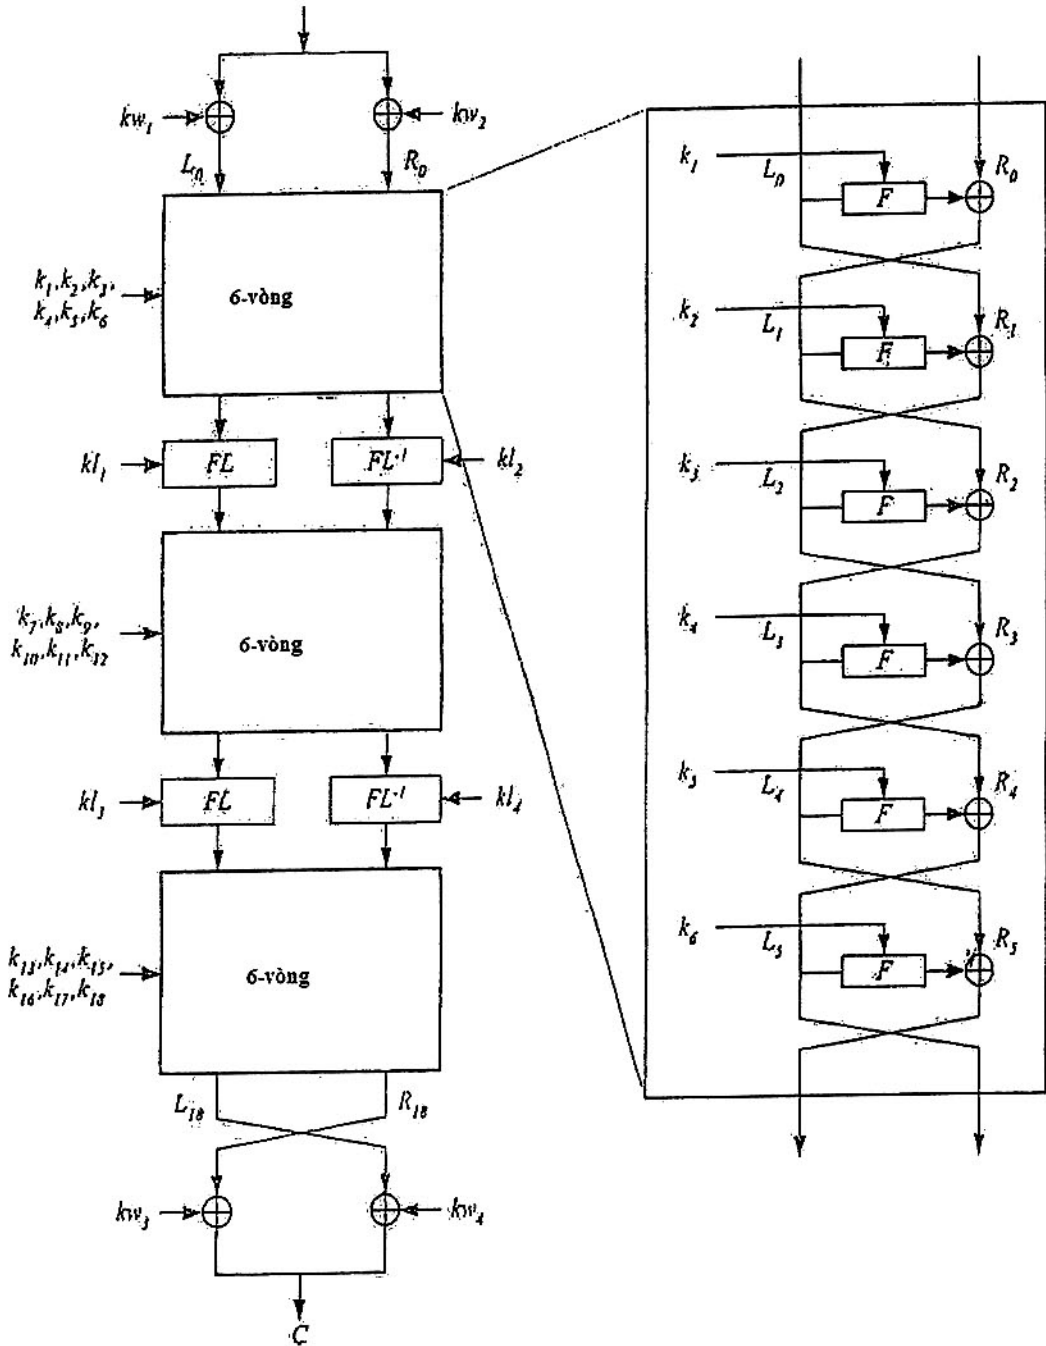 kw₁
kw₂
L₀
R₀
k₁,k₂,k₃,
k₄,k₅,k₆
6-vòng
kl₁
FL
FL⁻¹
kl₂
k₇,k₈,k₉,
k₁₀,k₁₁,k₁₂
6-vòng
kl₃
FL
FL⁻¹
kl₄
k₁₃,k₁₄,k₁₅,
k₁₆,k₁₇,k₁₈
6-vòng
L₁₈
R₁₈
kw₃
kw₄
C
k₁
L₀
F
R₀
k₂
L₁
F
R₁
k₃
L₂
F
R₂
k₄
L₃
F
R₃
k₅
L₄
F
R₄
k₆
L₅
F
R₅